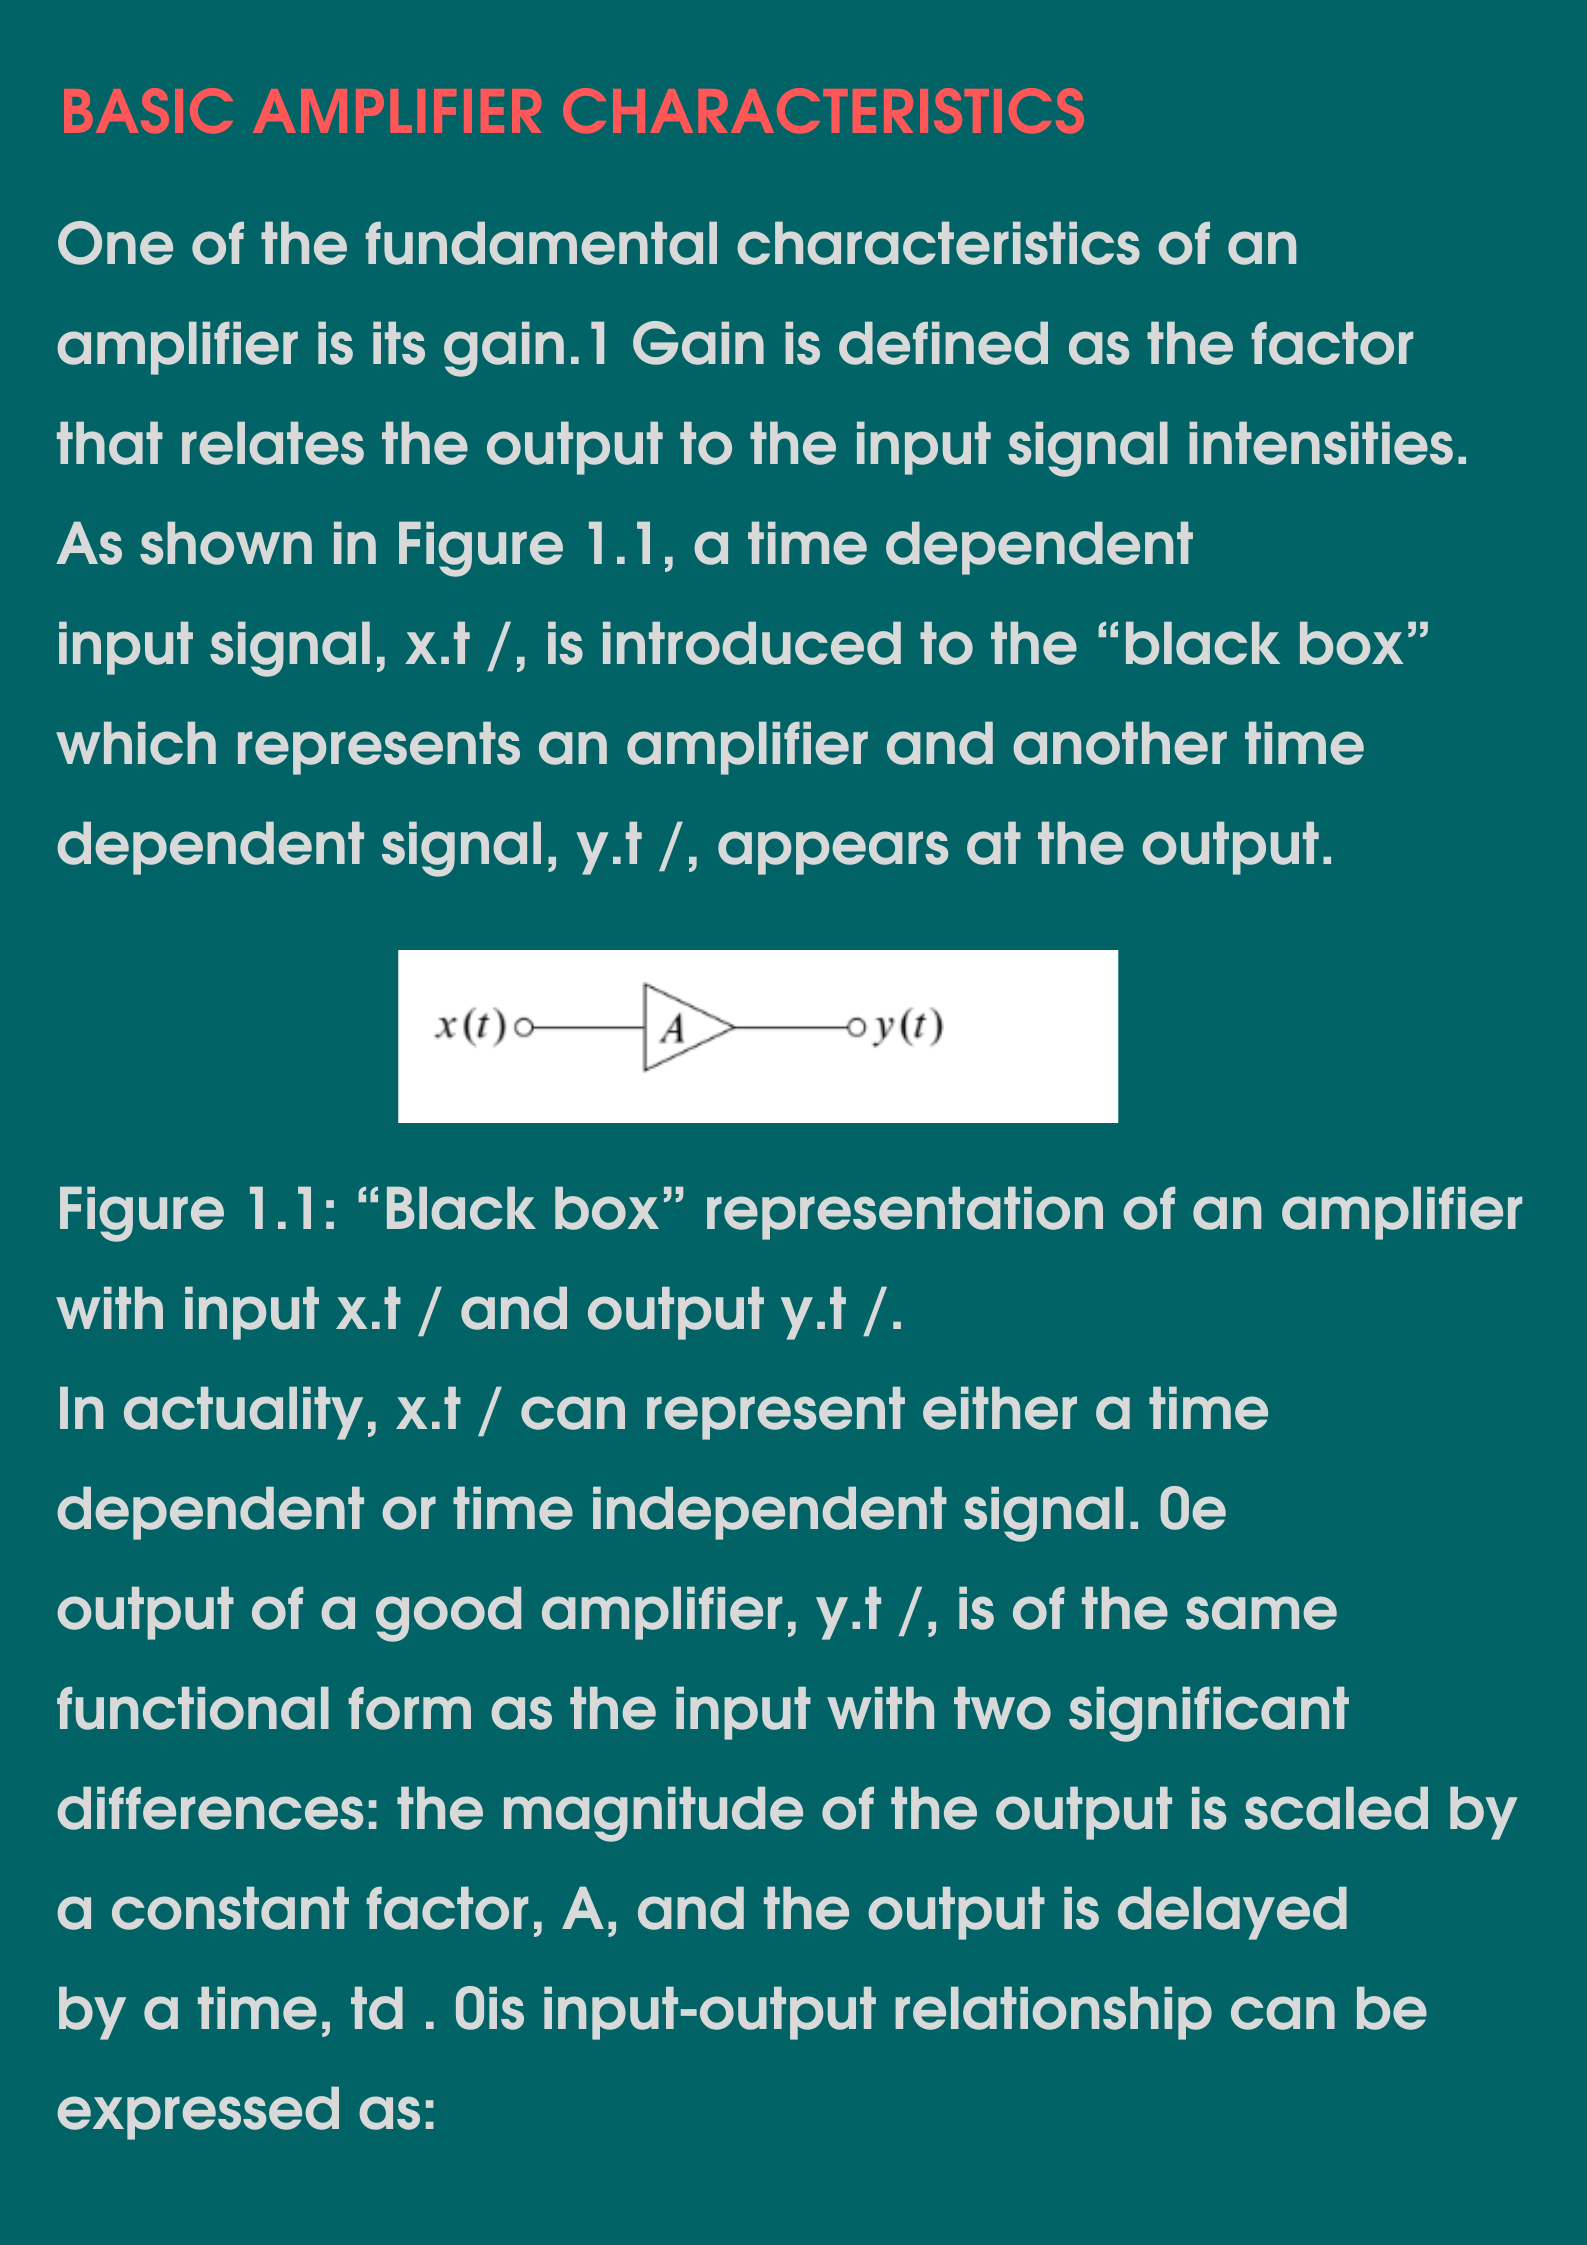 BASIC AMPLIFIER CHARACTERISTICS
One of the fundamental characteristics of an
amplifier is its gain.1 Gain is defined as the factor
that relates the output to the input signal intensities.
As shown in Figure 1.1, a time dependent
input signal, x.t /, is introduced to the “black box”
which represents an amplifier and another time
dependent signal, y.t /, appears at the output.
x(t) A y(t)
Figure 1.1: “Black box” representation of an amplifier
with input x.t / and output y.t /.
In actuality, x.t / can represent either a time
dependent or time independent signal. 0e
output of a good amplifier, y.t /, is of the same
functional form as the input with two significant
differences: the magnitude of the output is scaled by
a constant factor, A, and the output is delayed
by a time, td . 0is input-output relationship can be
expressed as: